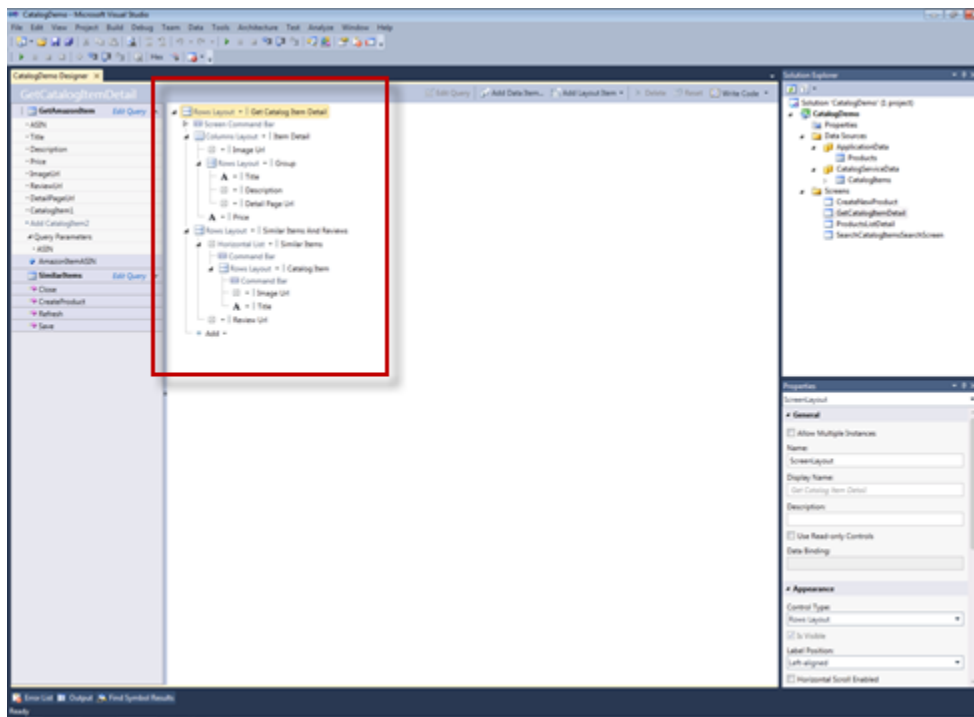 CatalogDemo - Microsoft Visual Studio
File Edit View Project Build Debug Team Data Tools Architecture Test Analyze Window Help
Hex
CatalogDemo Designer
GetCatalogItemDetail
Edit Query Add Data Item... Add Layout Item Delete Reset Write Code
GetAmazonItem Edit Query
ASIN
Title
Description
Price
ImageUrl
ReviewUrl
DetailPageUrl
CatalogItem1
Add CatalogItem2
Query Parameters
ASIN
AmazonItemASIN
SimilarItems Edit Query
Close
CreateProduct
Refresh
Save
Rows Layout | Get Catalog Item Detail
Screen Command Bar
Columns Layout | Item Detail
| Image Url
Rows Layout | Group
A | Title
| Description
| Detail Page Url
A | Price
Rows Layout | Similar Items And Reviews
Horizontal List | Similar Items
Command Bar
Rows Layout | Catalog Item
Command Bar
| Image Url
A | Title
| Review Url
Add
Solution Explorer
Solution 'CatalogDemo' (1 project)
CatalogDemo
Properties
Data Sources
ApplicationData
Products
CatalogServiceData
CatalogItems
Screens
CreateNewProduct
GetCatalogItemDetail
ProductsListDetail
SearchCatalogItemsSearchScreen
Properties
ScreenLayout
General
Allow Multiple Instances
Name:
ScreenLayout
Display Name:
Get Catalog Item Detail
Description:
Use Read-only Controls
Data Binding:
Appearance
Control Type:
Rows Layout
Is Visible
Label Position:
Left-aligned
Horizontal Scroll Enabled
Error List Output Find Symbol Results
Ready